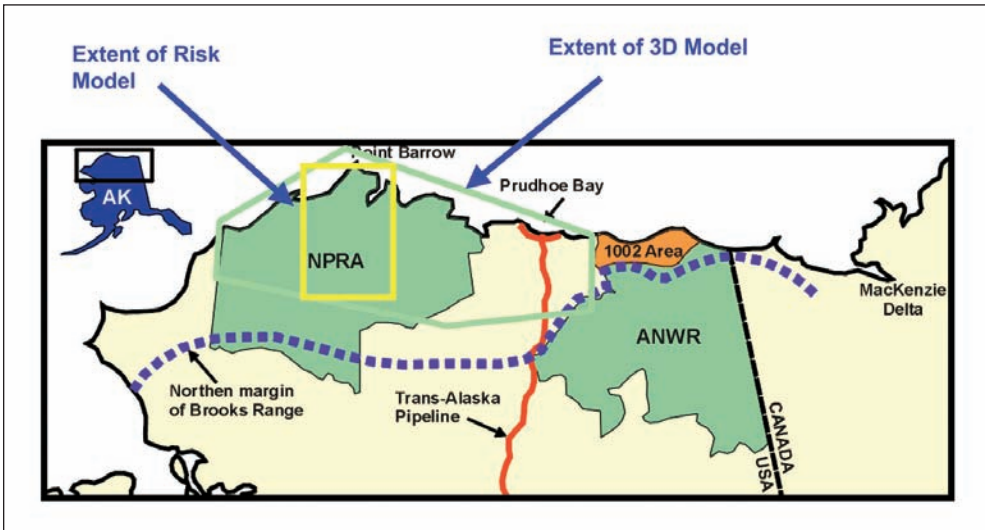 Extent of Risk
Model
Extent of 3D Model
Point Barrow
AK
Prudhoe Bay
1002 Area
NPRA
MacKenzie
Delta
ANWR
Northen margin
of Brooks Range
Trans-Alaska
Pipeline
CANADA
USA